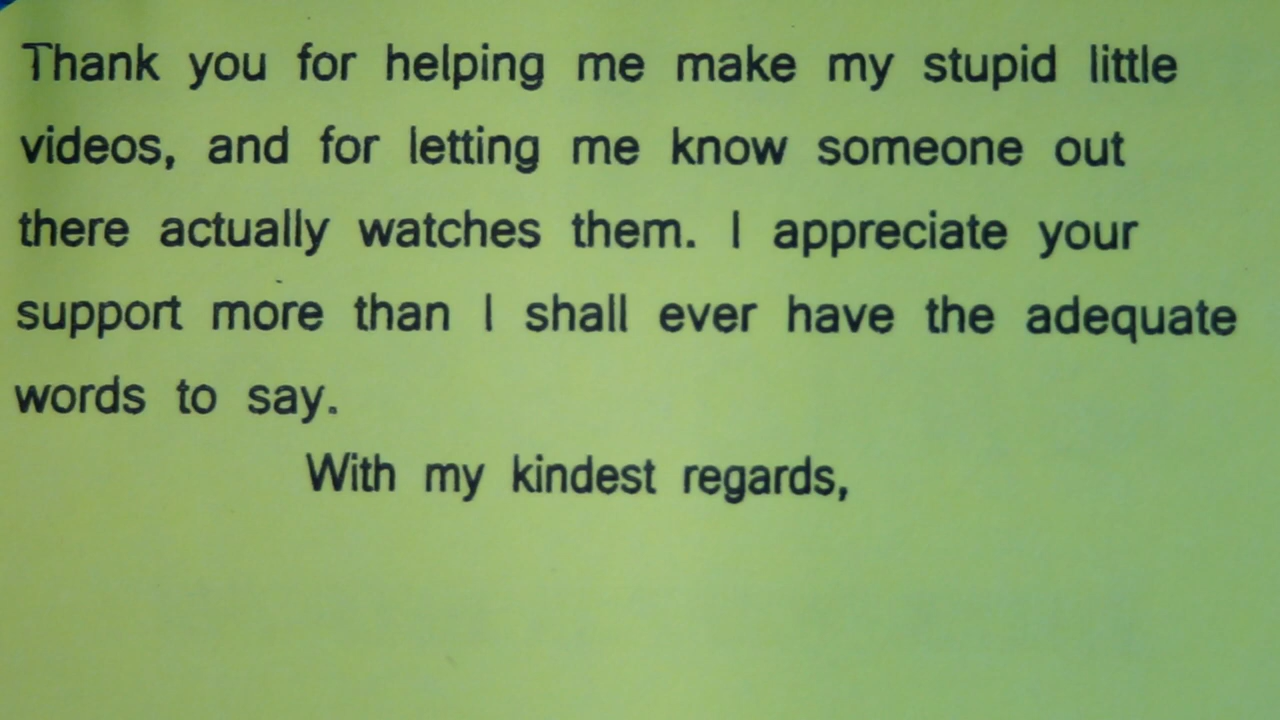 Thank you for helping me make my stupid little
videos, and for letting me know someone out
there actually watches them. I appreciate your
support more than I shall ever have the adequate
words to say.
With my kindest regards,